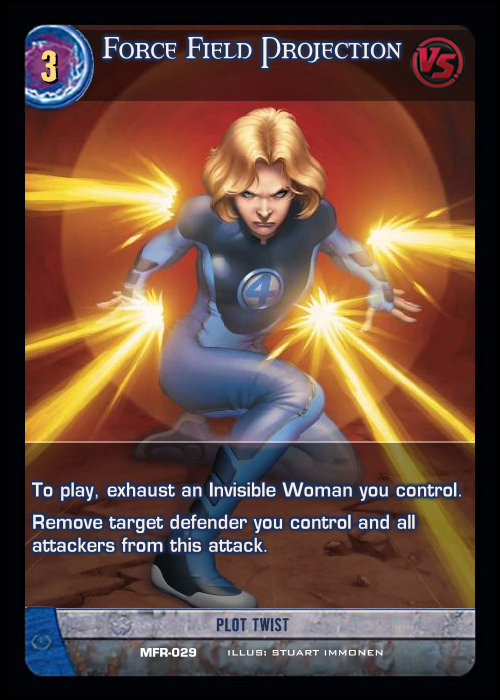 3
Force Field Projection
VS.
4
To play, exhaust an Invisible Woman you control.
Remove target defender you control and all
attackers from this attack.
PLOT TWIST
MFR-029 ILLUS: STUART IMMONEN